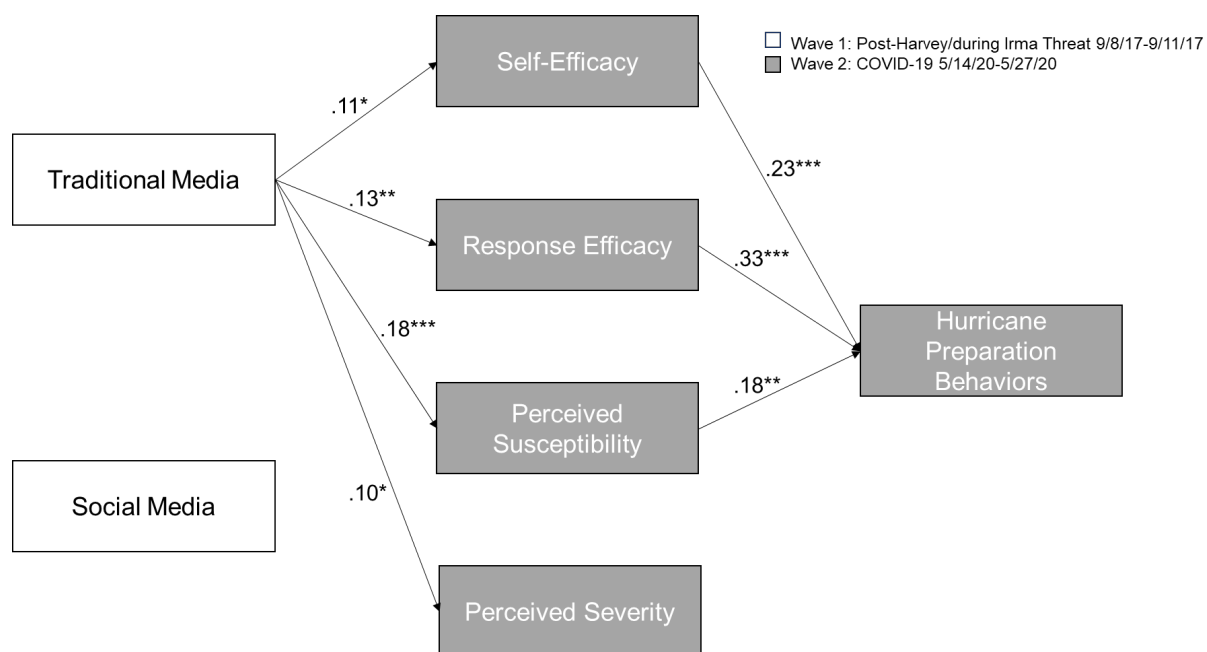 Self-Efficacy
Wave 1: Post-Harvey/during Irma Threat 9/8/17-9/11/17
Wave 2: COVID-19 5/14/20-5/27/20
.11*
Traditional Media
.23***
.13**
Response Efficacy
.33***
.18***
Hurricane
Preparation
Behaviors
.18**
Perceived
Susceptibility
Social Media
.10*
Perceived Severity